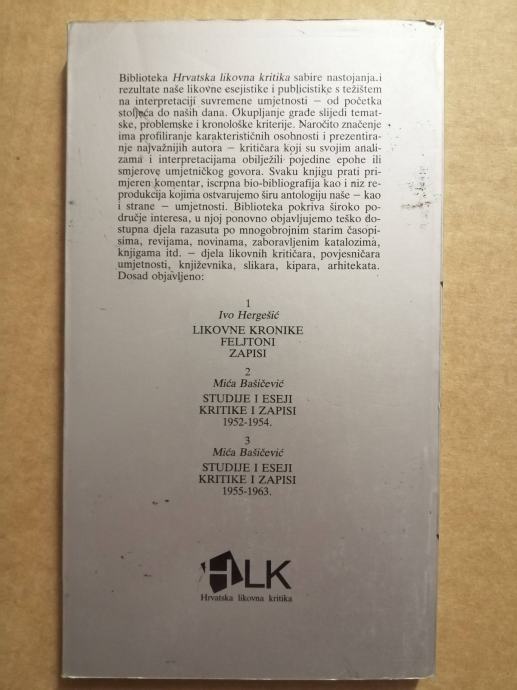 Biblioteka Hrvatska likovna kritika sabire nastojanja i
rezultate naše likovne esejistike i publicistike s težištem
na interpretaciji suvremene umjetnosti – od početka
stoljeća do naših dana. Okupljanje građe slijedi temat-
ske, problemske i kronološke kriterije. Naročito značenje
ima profiliranje karakterističnih osobnosti i prezentira-
nje najvažnijih autora – kritičara koji su svojim anali-
zama i interpretacijama obilježili pojedine epohe ili
smjerove umjetničkog govora. Svaku knjigu prati pri-
mjeren komentar, iscrpna bio-bibliografija kao i niz re-
produkcija kojima ostvarujemo širu antologiju naše – kao
i strane – umjetnosti. Biblioteka pokriva široko po-
dručje interesa, u njoj ponovno objavljujemo teško do-
stupna djela razasuta po mnogobrojnim starim časopi-
sima, revijama, novinama, zaboravljenim katalozima,
knjigama itd. – djela likovnih kritičara, povjesničara
umjetnosti, književnika, slikara, kipara, arhitekata.
Dosad objavljeno:
1
Ivo Hergešić
LIKOVNE KRONIKE
FELJTONI
ZAPISI
2
Mića Bašičević
STUDIJE I ESEJI
KRITIKE I ZAPISI
1952-1954.
3
Mića Bašičević
STUDIJE I ESEJI
KRITIKE I ZAPISI
1955-1963.
HLK
Hrvatska likovna kritika